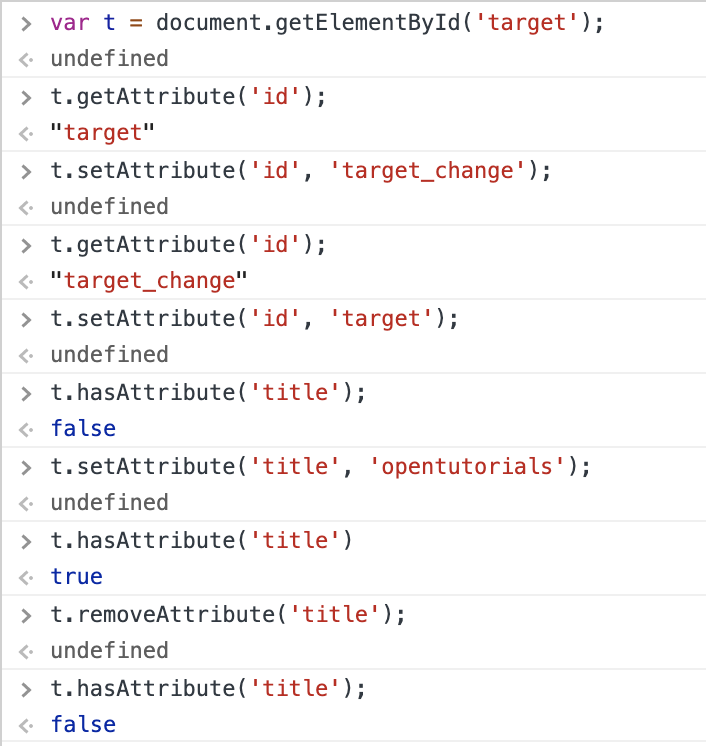 > var t = document.getElementById('target');
<· undefined
> t.getAttribute('id');
<· "target"
> t.setAttribute('id', 'target_change');
<· undefined
> t.getAttribute('id');
<· "target_change"
> t.setAttribute('id', 'target');
<· undefined
> t.hasAttribute('title');
<· false
> t.setAttribute('title', 'opentutorials');
<· undefined
> t.hasAttribute('title')
<· true
> t.removeAttribute('title');
<· undefined
> t.hasAttribute('title');
<· false